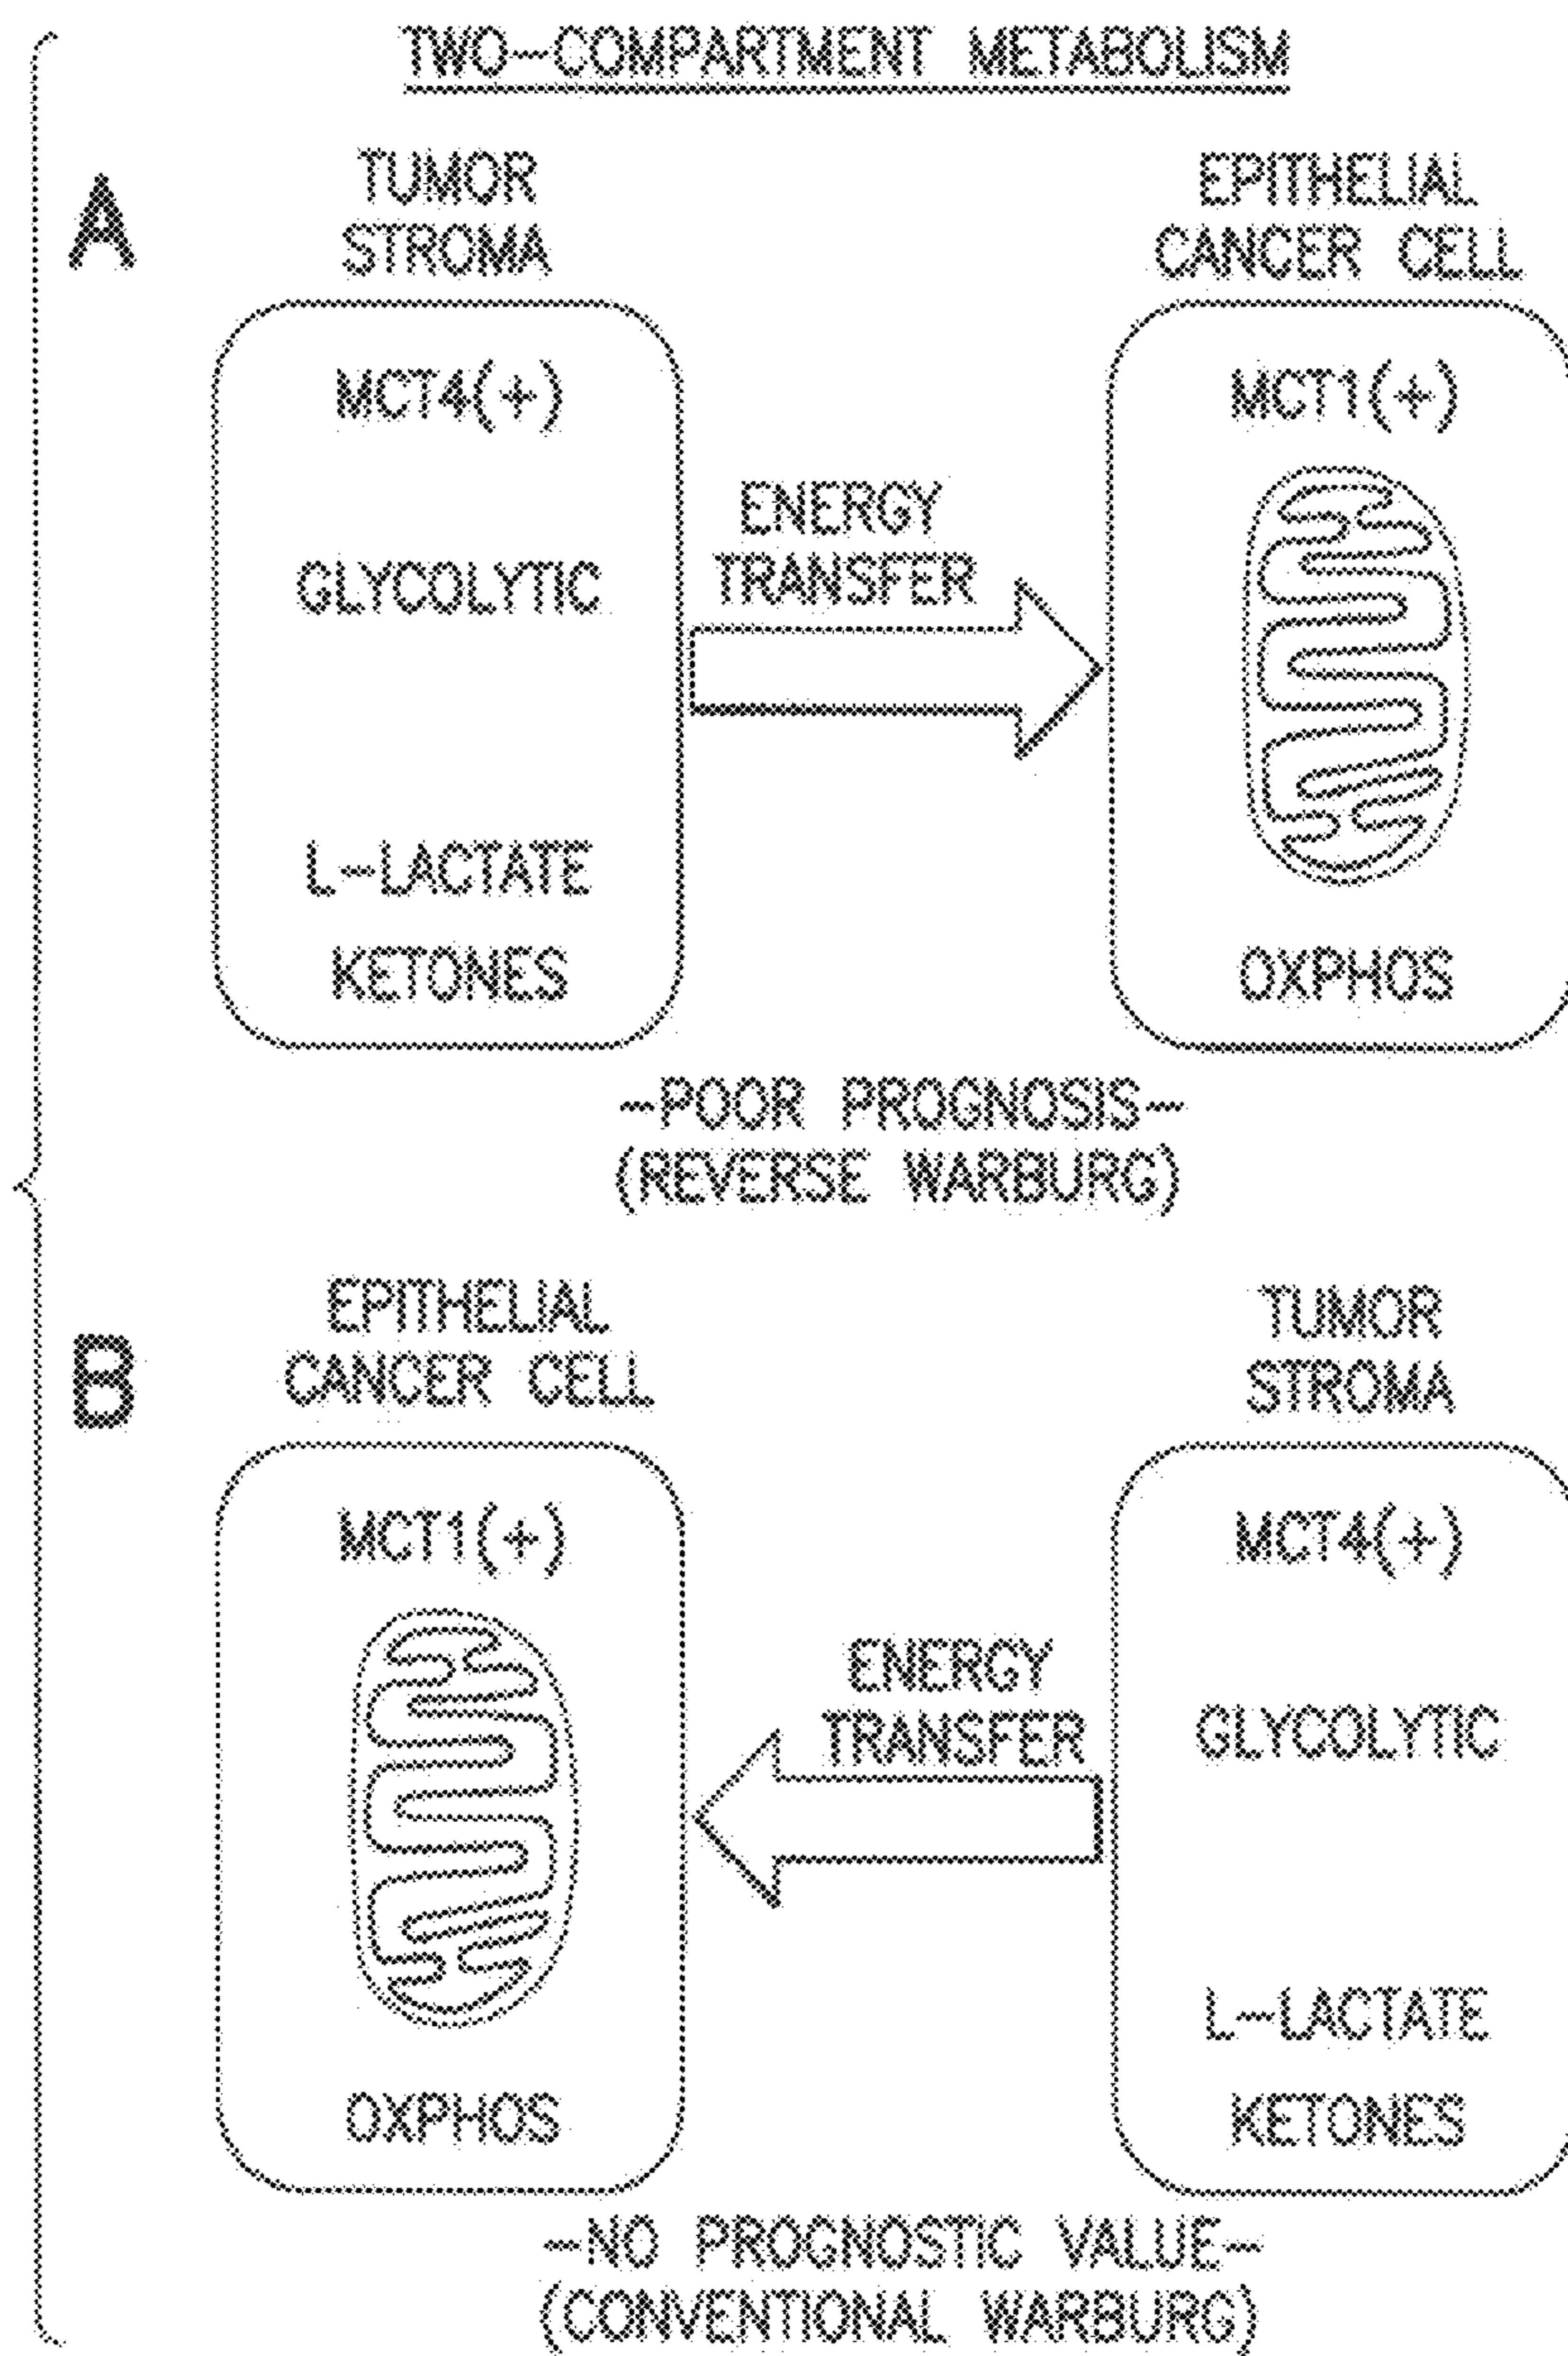 TWO-COMPARTMENT METABOLISM
A
TUMOR
STROMA
MCT4(+)
GLYCOLYTIC
L-LACTATE
KETONES
ENERGY
TRANSFER
EPITHELIAL
CANCER CELL
MCT1(+)
OXPHOS
-POOR PROGNOSIS-
(REVERSE WARBURG)
B
EPITHELIAL
CANCER CELL
MCT1(+)
OXPHOS
ENERGY
TRANSFER
TUMOR
STROMA
MCT4(+)
GLYCOLYTIC
L-LACTATE
KETONES
-NO PROGNOSTIC VALUE-
(CONVENTIONAL WARBURG)